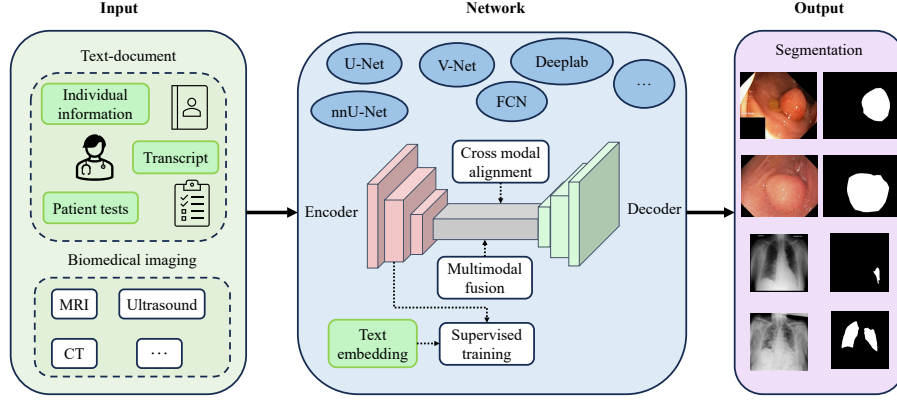 Input
Network
Output
Text-document
Individual
information
Transcript
Patient tests
Biomedical imaging
MRI
Ultrasound
CT
...
U-Net
V-Net
Deeplab
...
nnU-Net
FCN
Cross modal
alignment
Encoder
Decoder
Multimodal
fusion
Text
embedding
Supervised
training
Segmentation